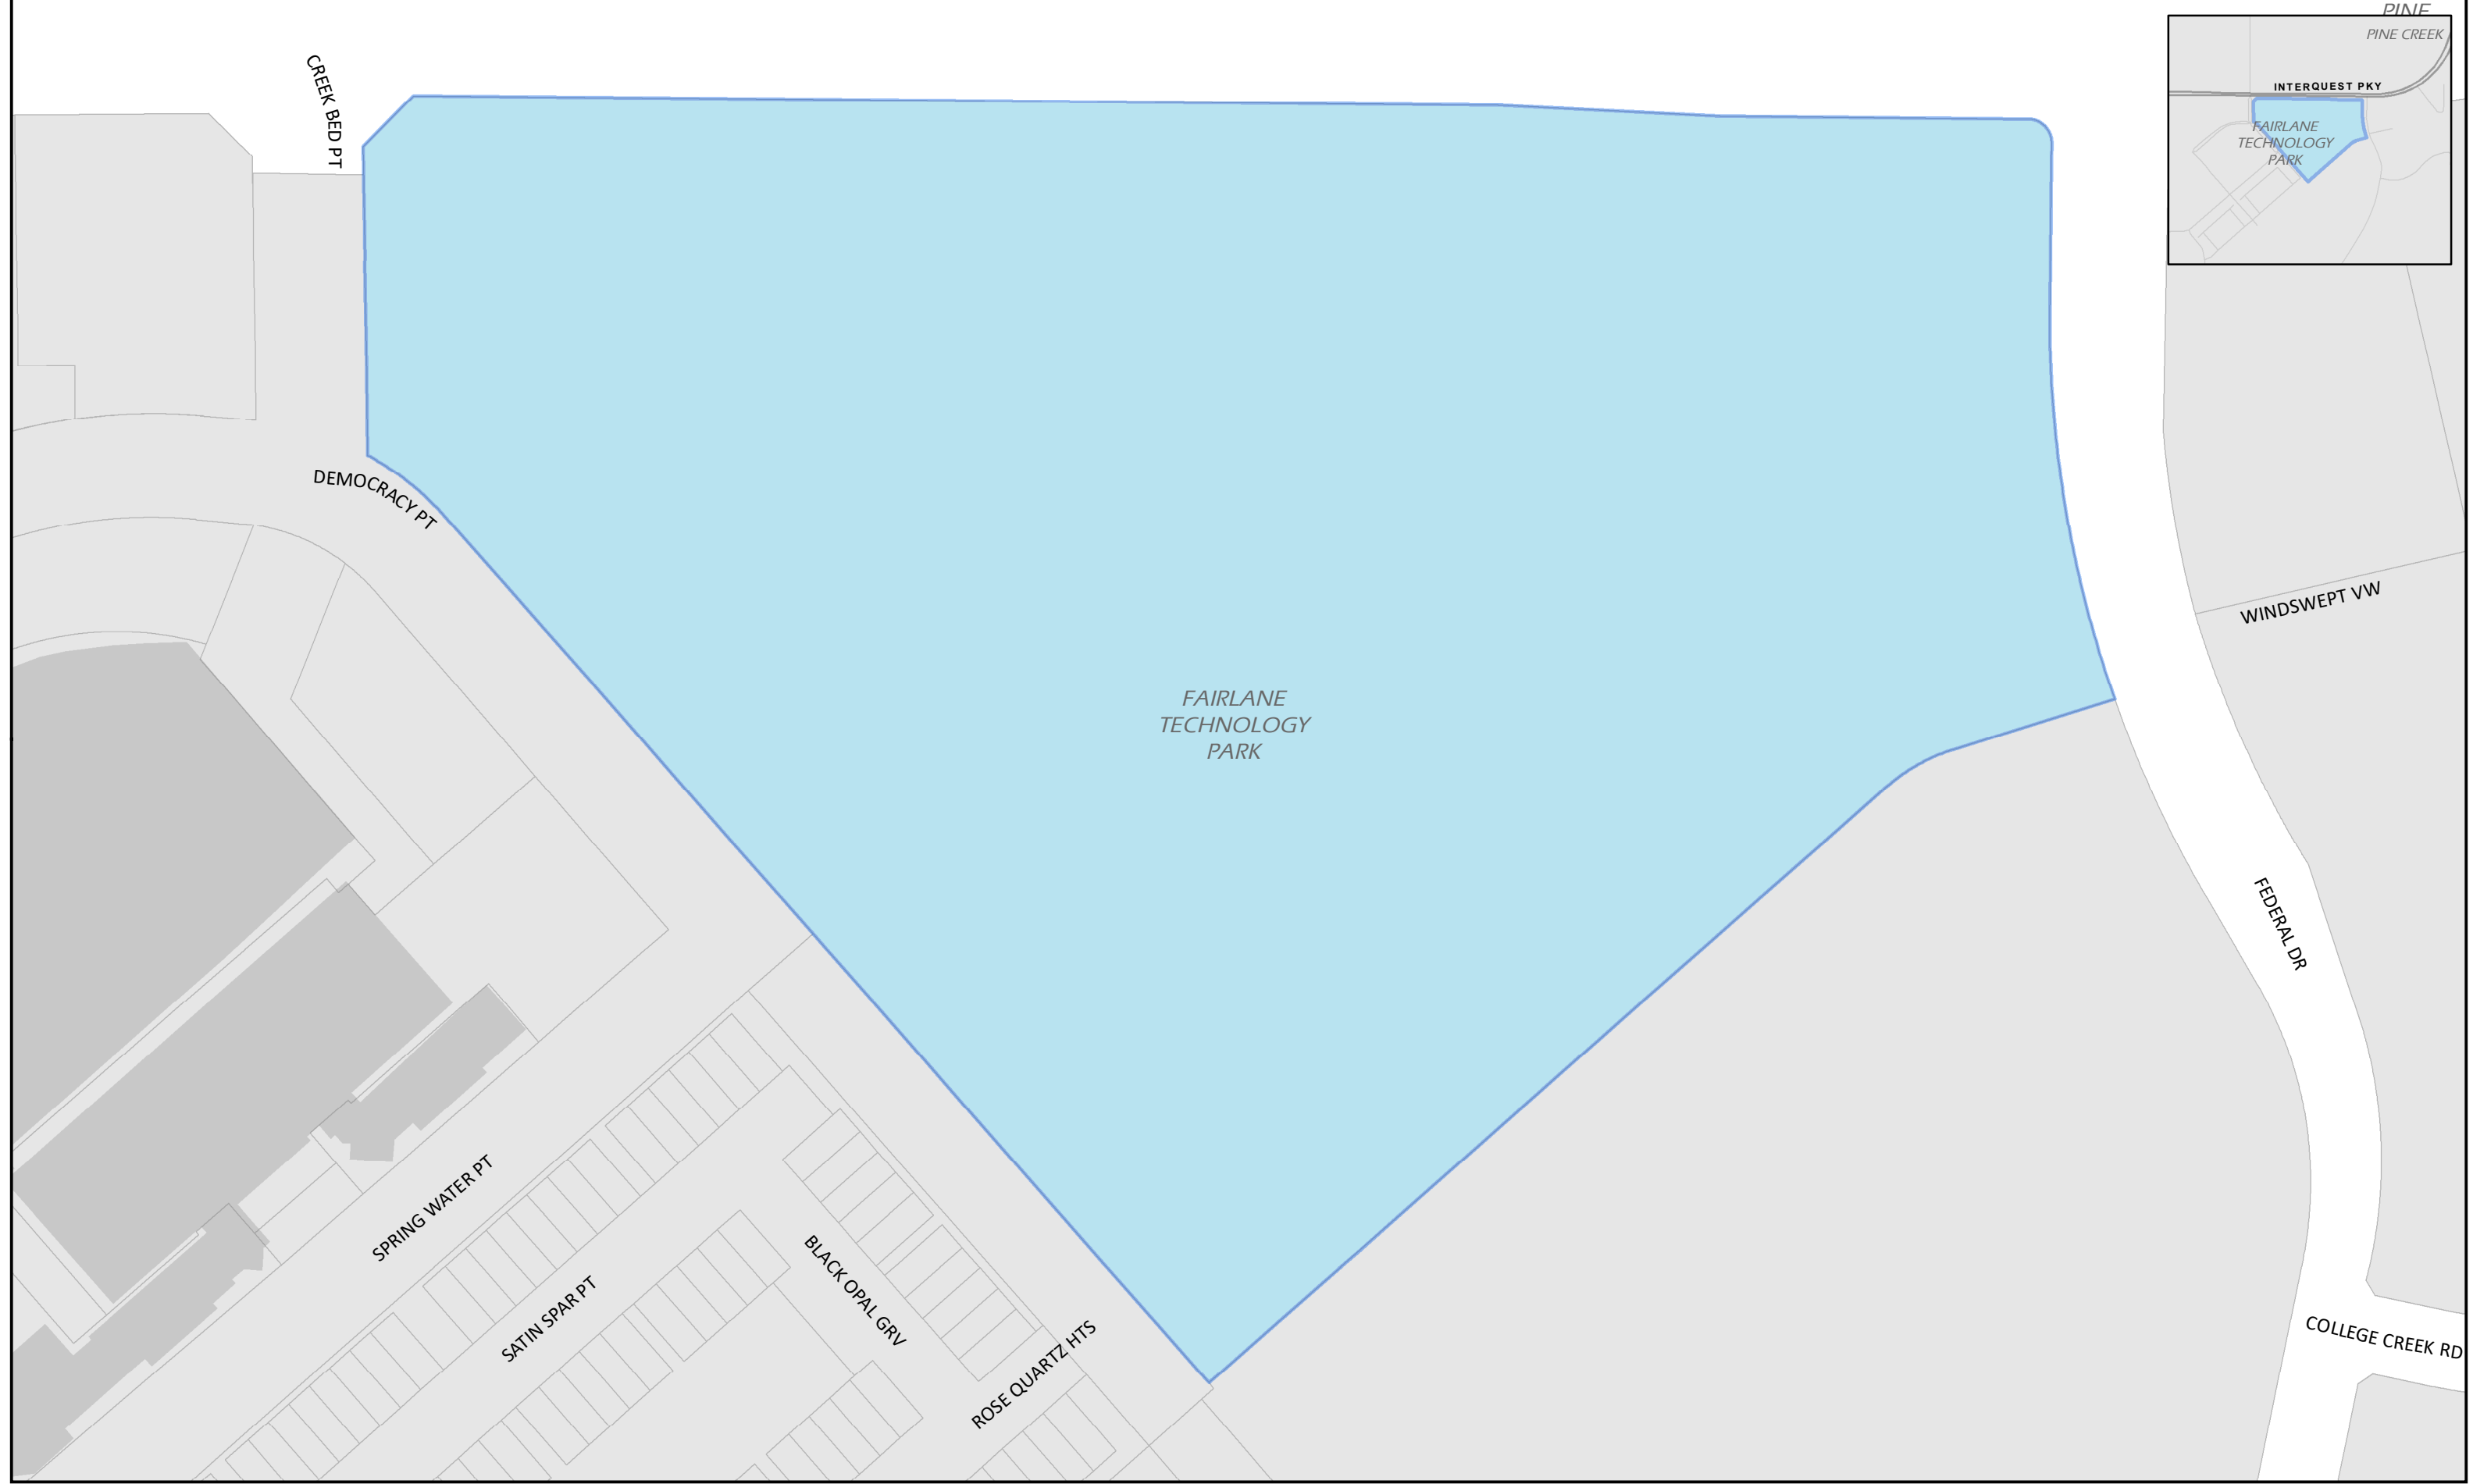 PINE
PINE CREEK
INTERQUEST PKY
FAIRLANE
TECHNOLOGY
PARK
CREEK BED PT
DEMOCRACY PT
WINDSWEPT VW
FAIRLANE
TECHNOLOGY
PARK
FEDERAL DR
SPRING WATER PT
SATIN SPAR PT
BLACK OPAL GRV
ROSE QUARTZ HTS
COLLEGE CREEK RD